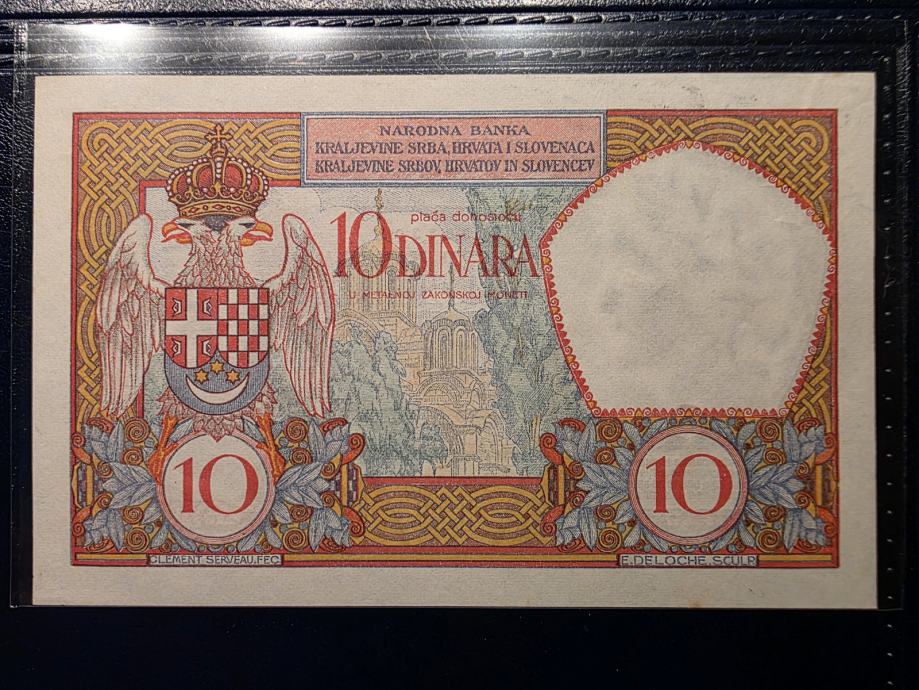 NARODNA BANKA
KRALJEVINE SRBA, HRVATA I SLOVENACA
KRALJEVINE SRBOV, HRVATOV IN SLOVENCEV
plaća donosiocu
10 DINARA
U METALNOJ ZAKONSKOJ MONETI
10
10
CLÉMENT SERVEAU.FEC
E.DELOCHE.SCULP